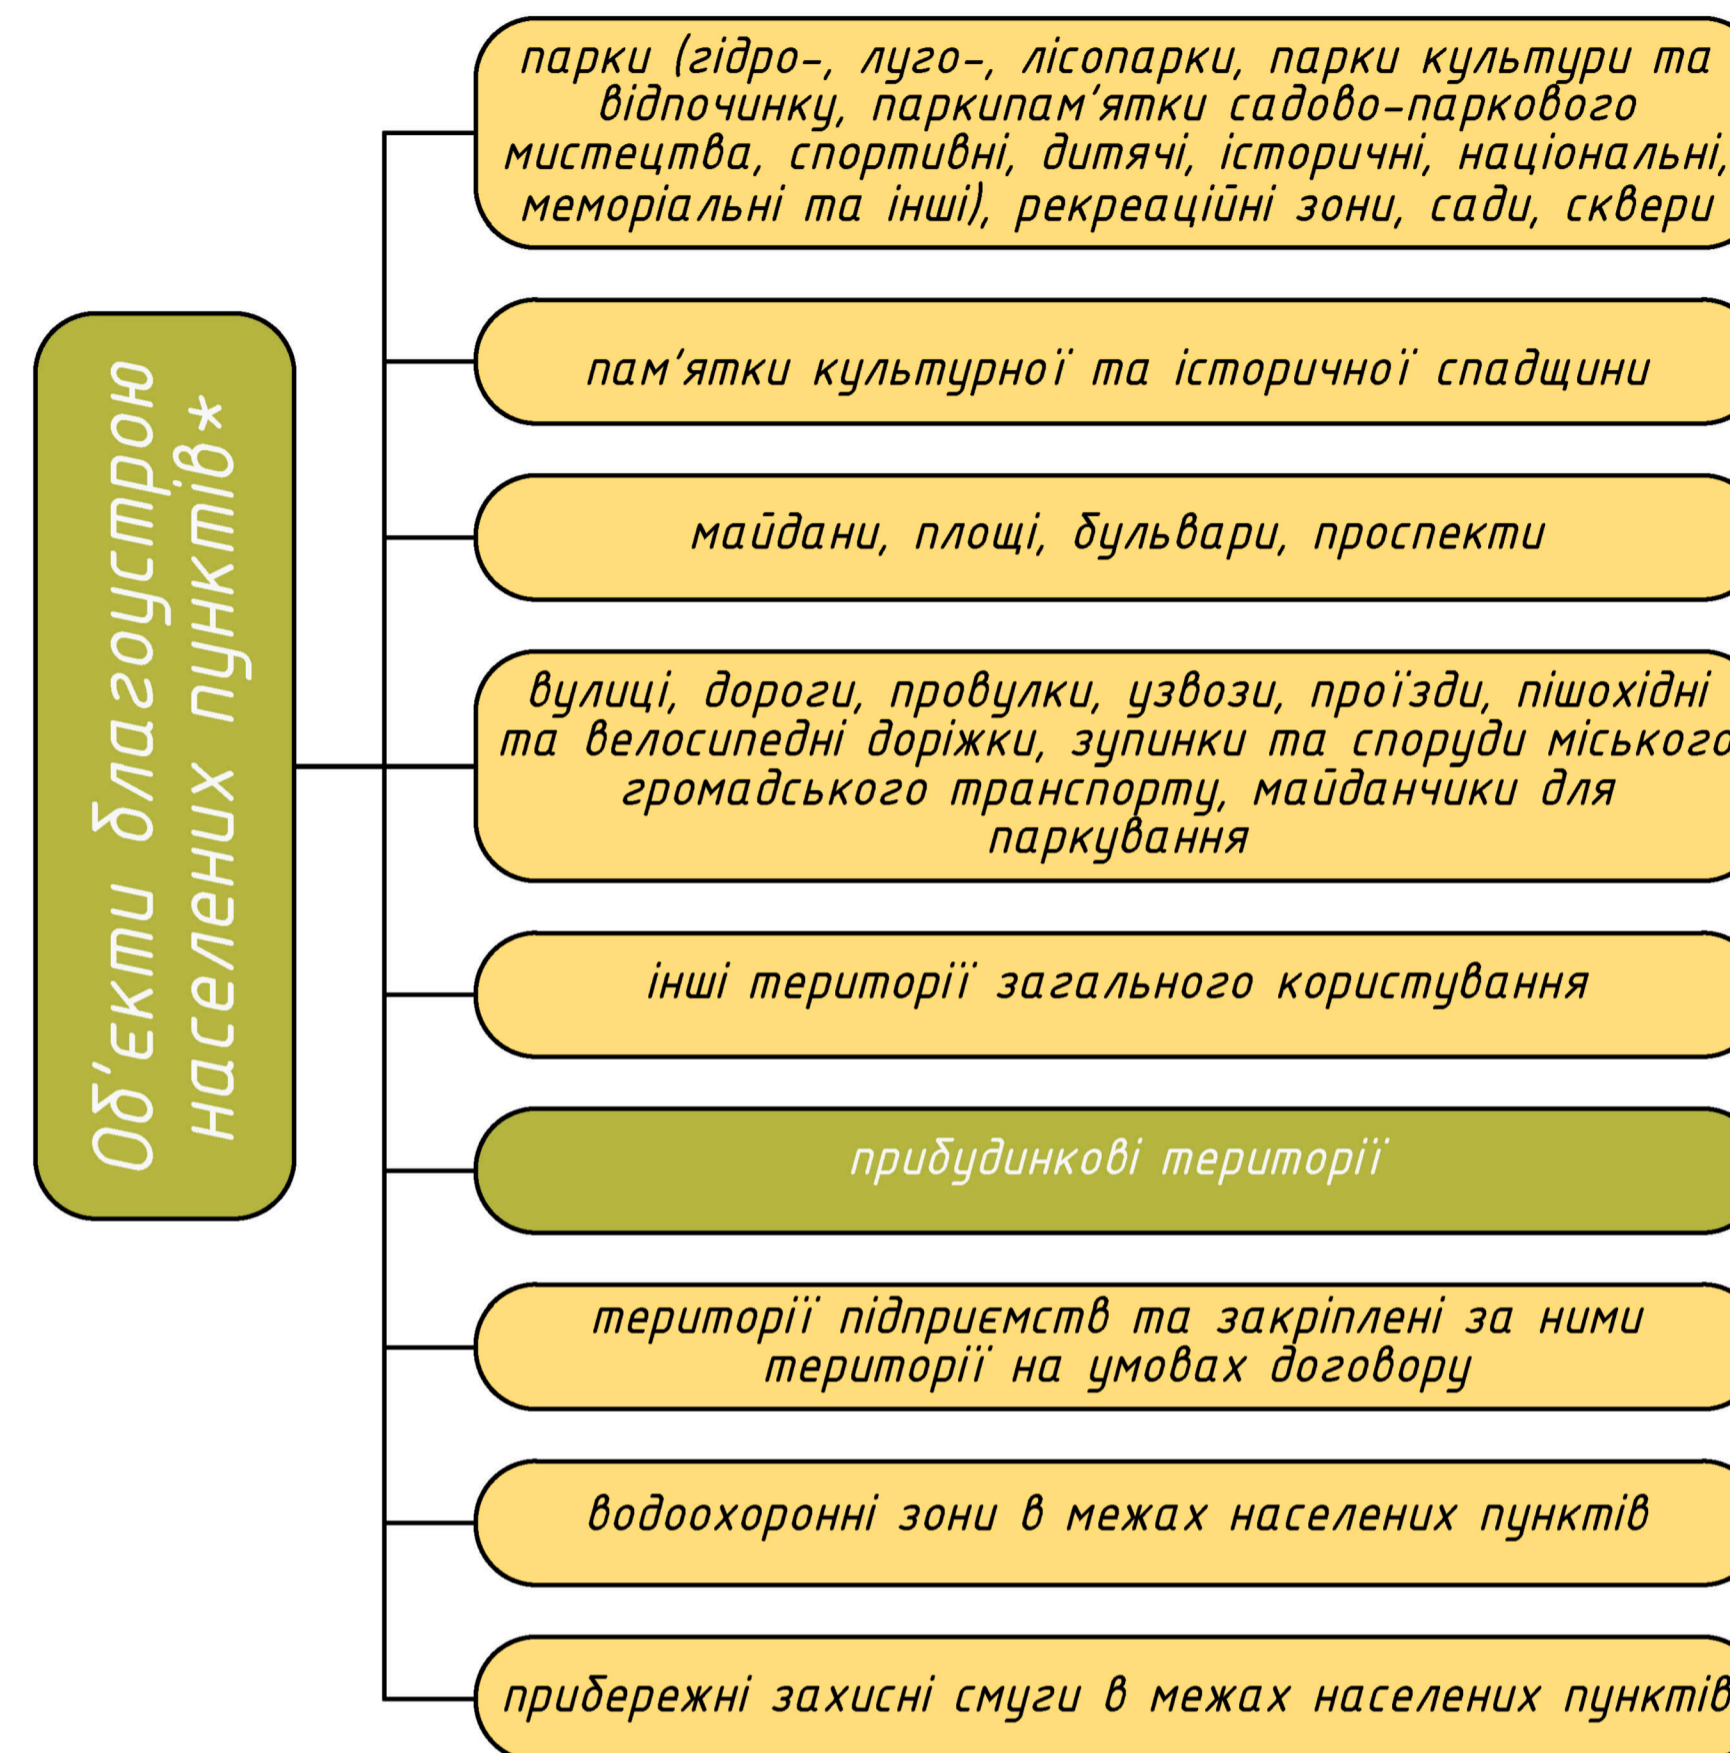 Об'єкти благоустрою
населених пунктів*
парки (гідро-, луго-, лісопарки, парки культури та
відпочинку, паркипам'ятки садово-паркового
мистецтва, спортивні, дитячі, історичні, національні,
меморіальні та інші), рекреаційні зони, сади, сквери
пам'ятки культурної та історичної спадщини
майдани, площі, бульвари, проспекти
вулиці, дороги, провулки, узвози, проїзди, пішохідні
та велосипедні доріжки, зупинки та споруди міського
громадського транспорту, майданчики для
паркування
інші території загального користування
прибудинкові території
території підприємств та закріплені за ними
території на умовах договору
водоохоронні зони в межах населених пунктів
прибережні захисні смуги в межах населених пунктів